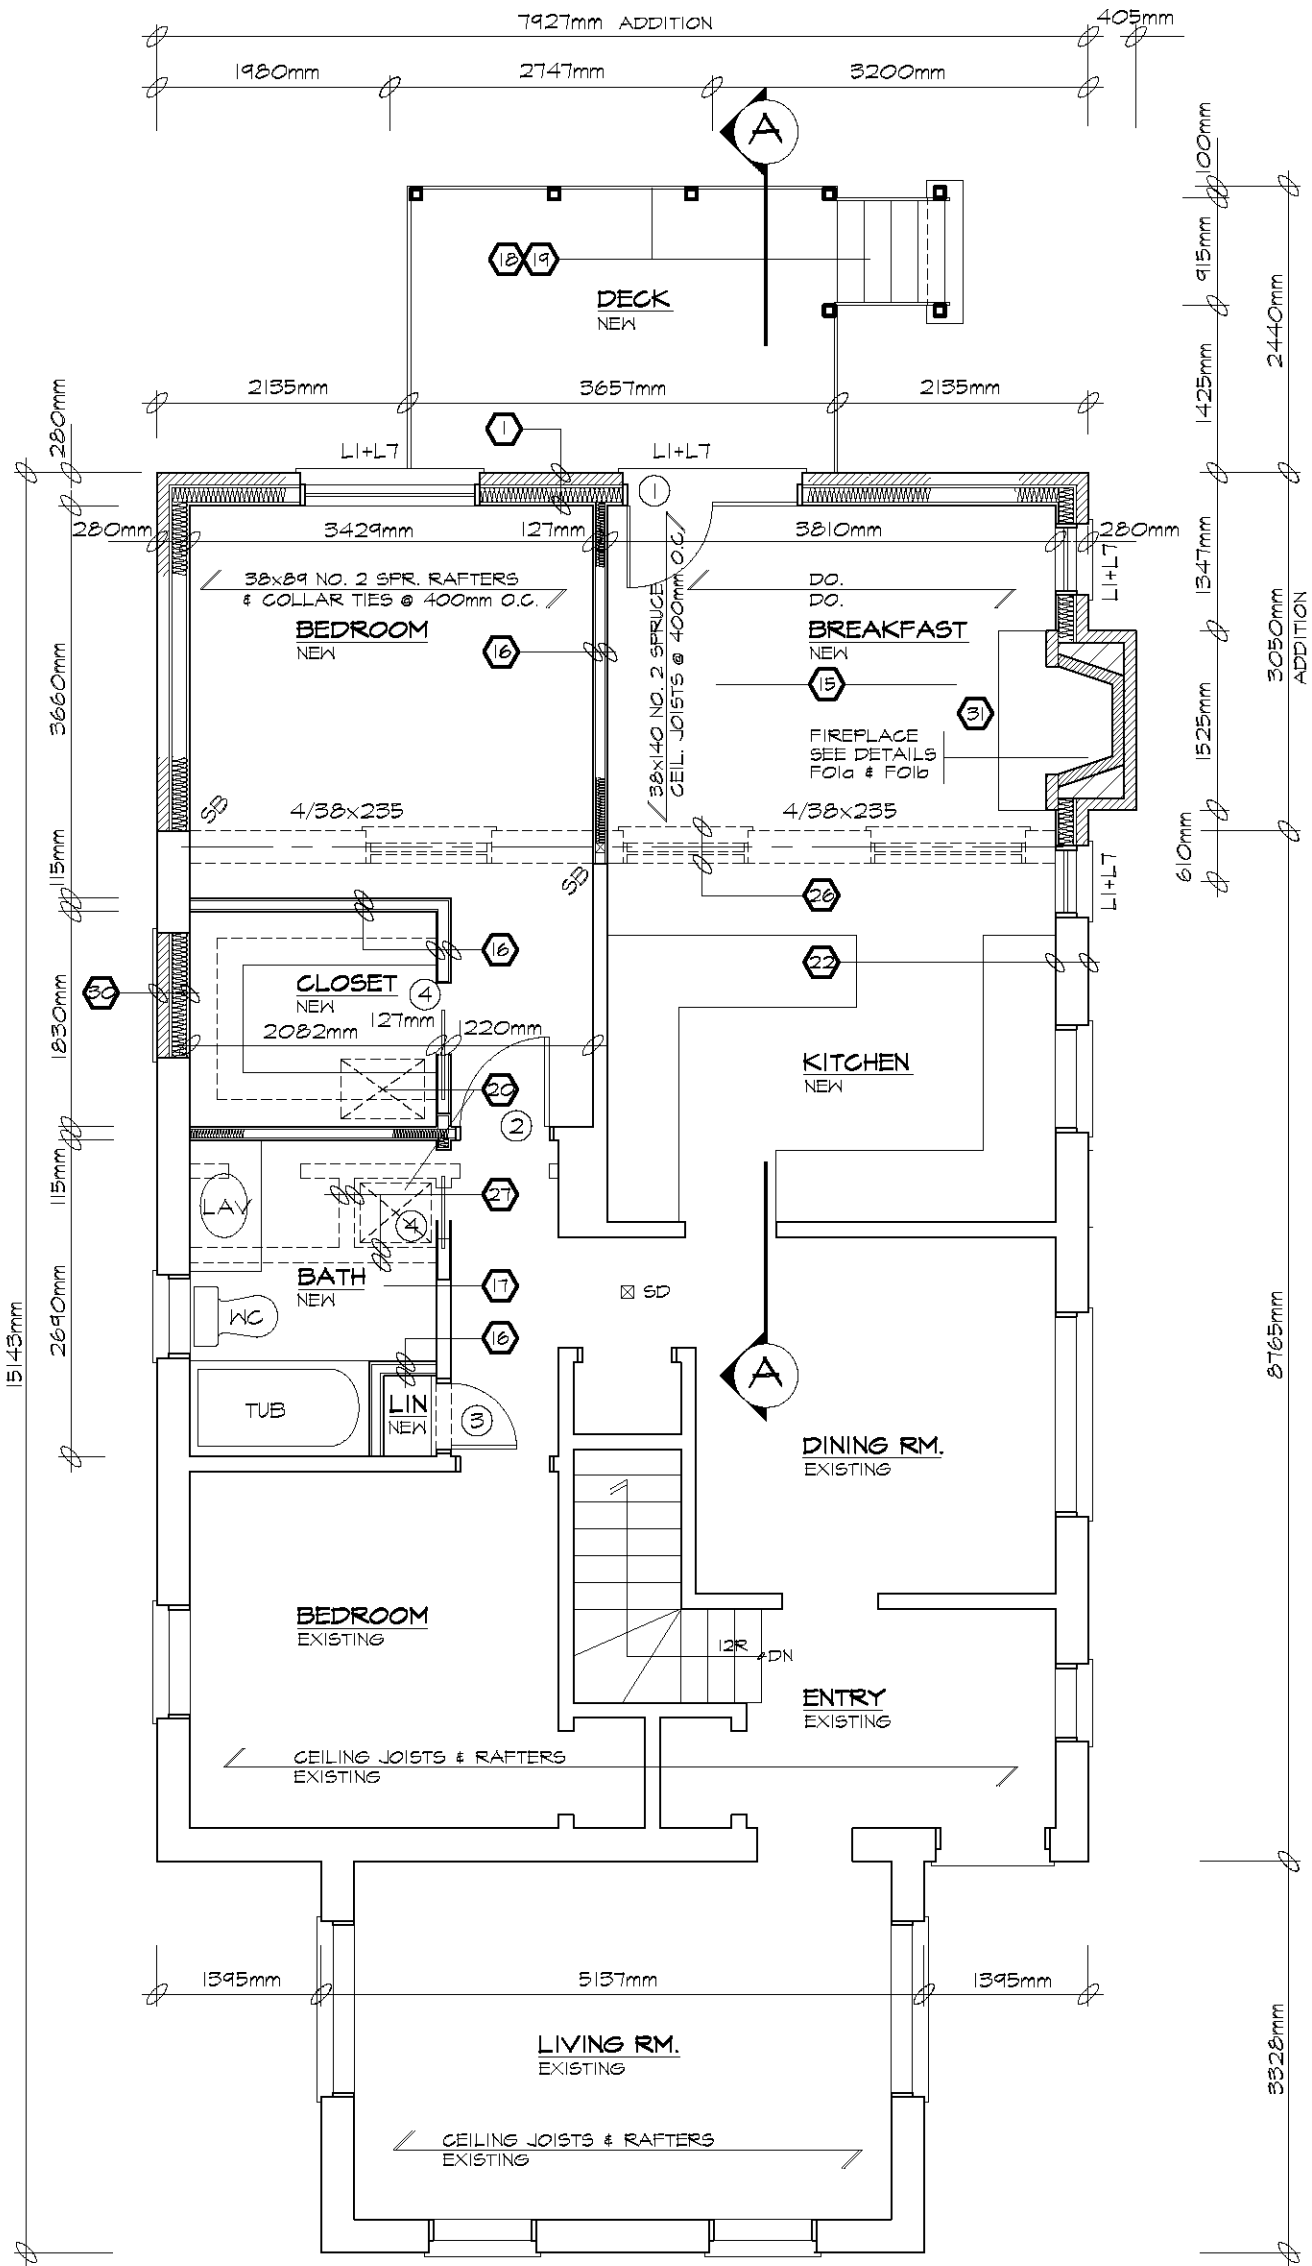 7927mm ADDITION
405mm
1980mm
2747mm
3200mm
A
100mm
915mm
2440mm
1425mm
18
19
DECK
NEW
2135mm
3657mm
2135mm
280mm
1
L1+L7
L1+L7
1
280mm
3429mm
127mm
3810mm
280mm
L1+L7
1347mm
3050mm
ADDITION
38x89 NO. 2 SPR. RAFTERS
& COLLAR TIES @ 400mm O.C.
38x140 NO. 2 SPRUCE
CEIL. JOISTS @ 400mm O.C.
DO.
DO.
BEDROOM
NEW
BREAKFAST
NEW
16
15
31
3660mm
FIREPLACE
SEE DETAILS
F01a & F01b
1525mm
SB
4/38x235
4/38x235
610mm
115mm
SB
26
L1+L7
16
22
30
CLOSET
NEW
4
1830mm
2082mm
127mm
1220mm
KITCHEN
NEW
20
2
115mm
LAV
27
4
BATH
NEW
17
SD
WC
16
2690mm
15143mm
8765mm
A
TUB
LIN
NEW
3
DINING RM.
EXISTING
BEDROOM
EXISTING
12R
DN
ENTRY
EXISTING
CEILING JOISTS & RAFTERS
EXISTING
1395mm
5137mm
1395mm
LIVING RM.
EXISTING
3328mm
CEILING JOISTS & RAFTERS
EXISTING